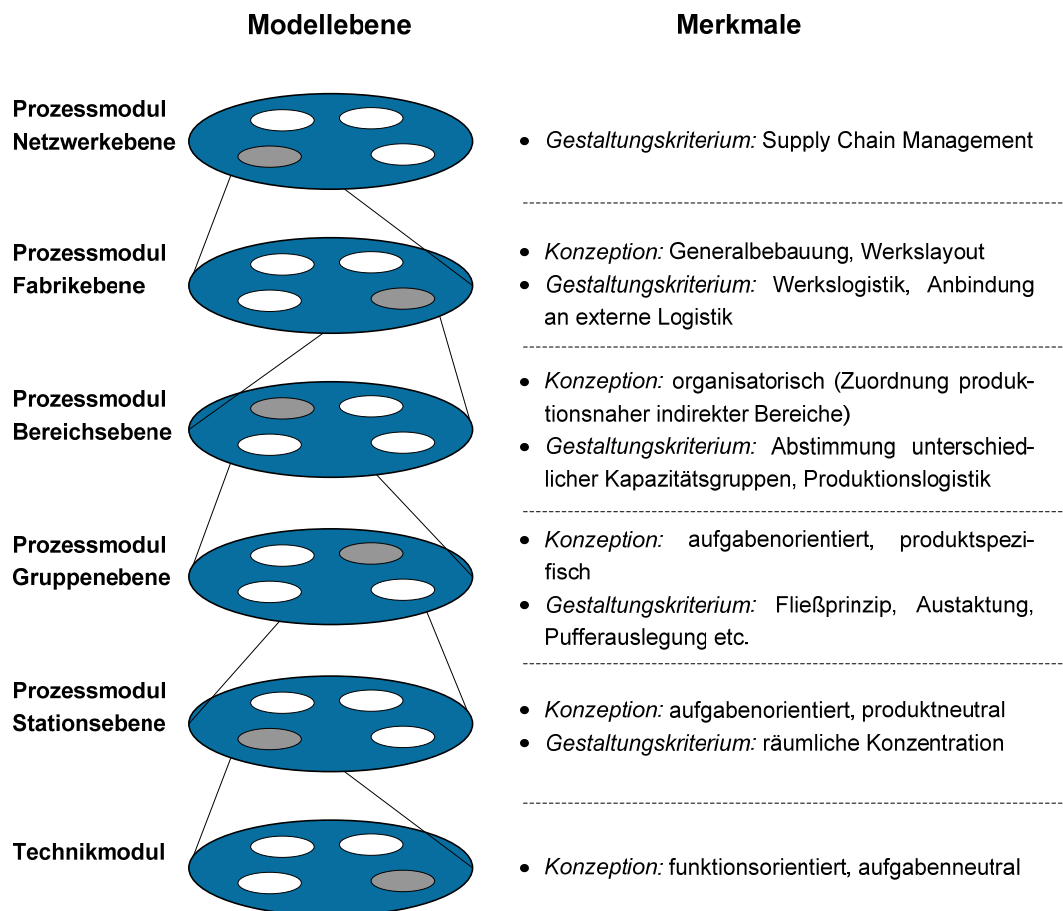 Modellebene
Merkmale
Prozessmodul
Netzwerkebene
• Gestaltungskriterium: Supply Chain Management
Prozessmodul
Fabrikebene
• Konzeption: Generalbebauung, Werkslayout
• Gestaltungskriterium: Werkslogistik, Anbindung
an externe Logistik
Prozessmodul
Bereichsebene
• Konzeption: organisatorisch (Zuordnung produk-
tionsnaher indirekter Bereiche)
• Gestaltungskriterium: Abstimmung unterschied-
licher Kapazitätsgruppen, Produktionslogistik
Prozessmodul
Gruppenebene
• Konzeption: aufgabenorientiert, produktspezi-
fisch
• Gestaltungskriterium: Fließprinzip, Austaktung,
Pufferauslegung etc.
Prozessmodul
Stationsebene
• Konzeption: aufgabenorientiert, produktneutral
• Gestaltungskriterium: räumliche Konzentration
Technikmodul
• Konzeption: funktionsorientiert, aufgabenneutral